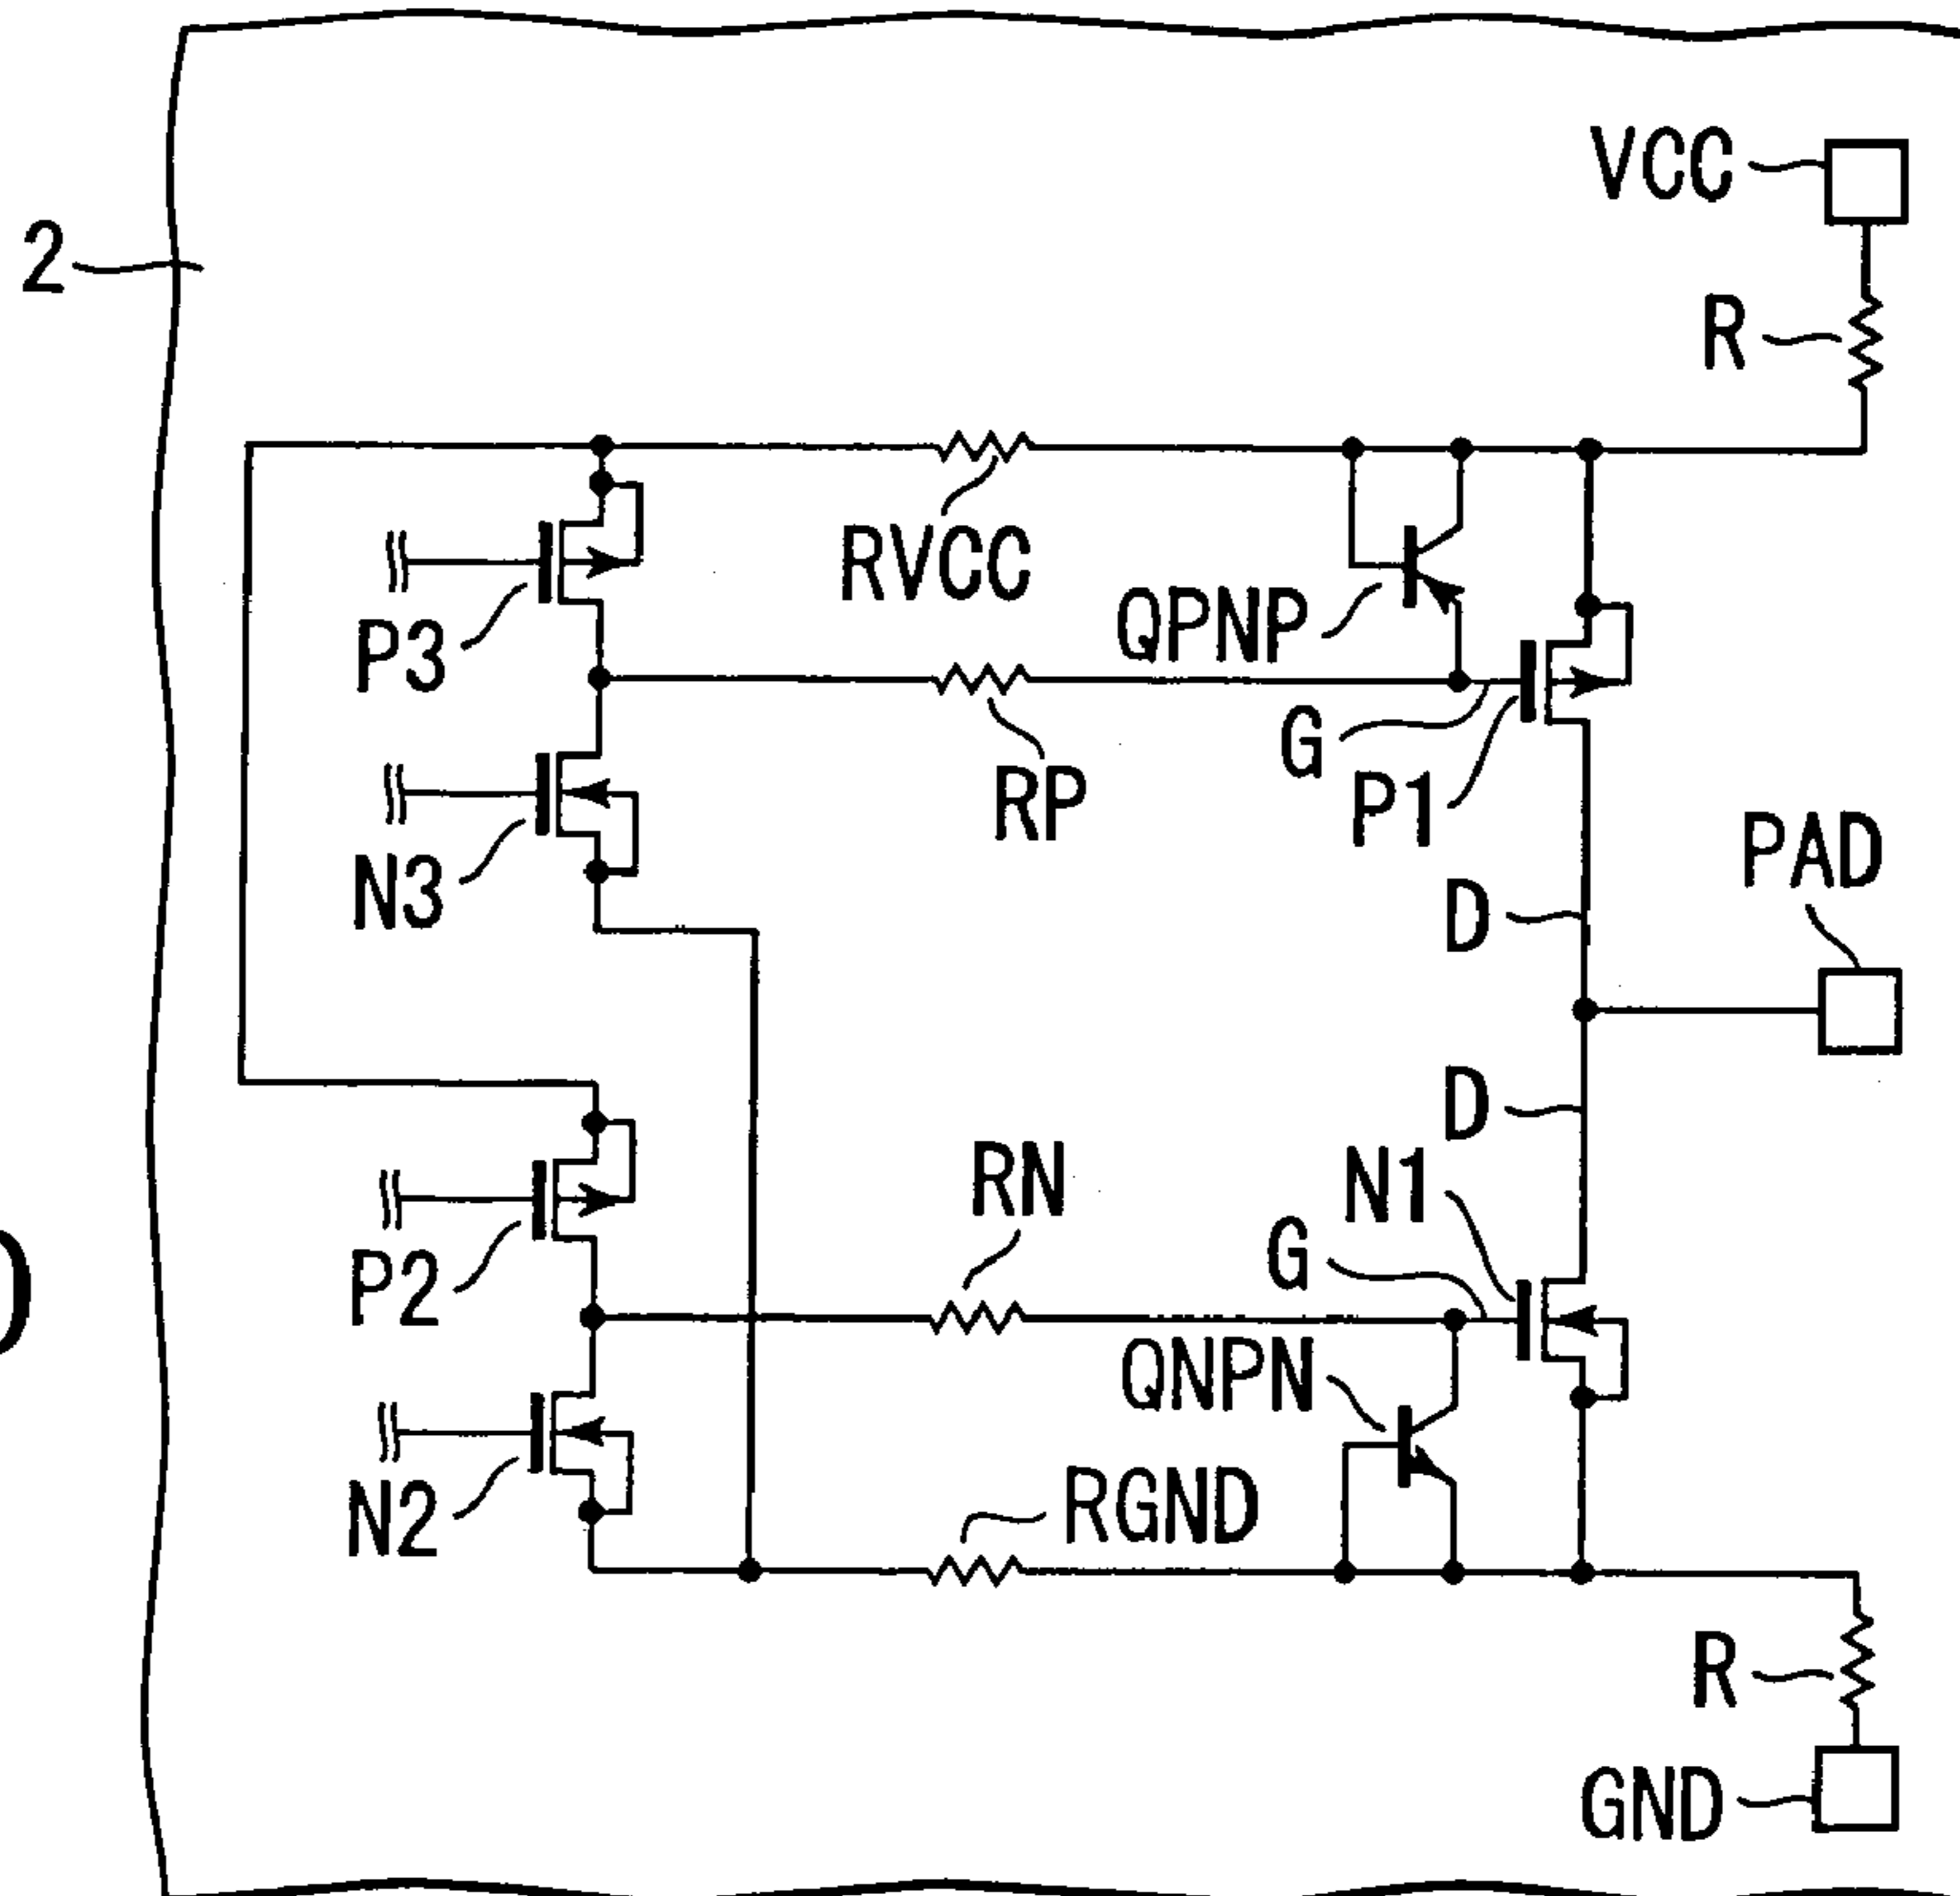 VCC
2
R
RVCC
QPNP
P3
G
RP
P1
PAD
N3
D
D
RN
N1
G
P2
QNPN
RGND
N2
R
GND